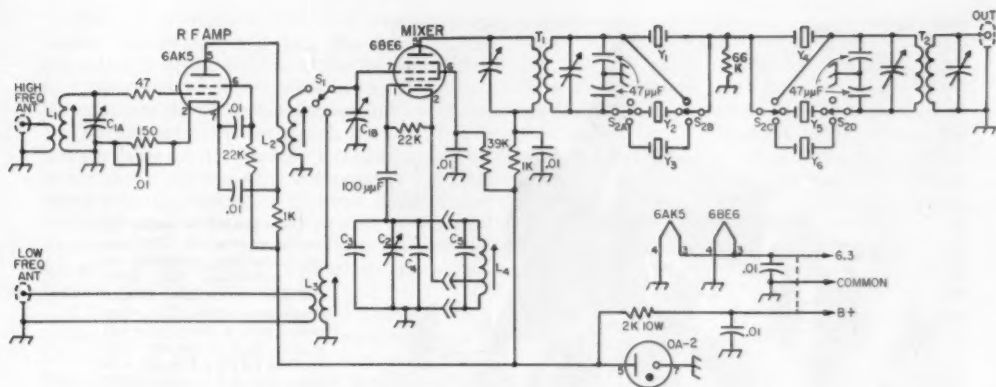 R F AMP
6AK5
HIGH
FREQ
ANT
L1
C1A
47
150
.01
1
2
5
6
7
.01
22K
.01
L2
1K
S1
MIXER
6BE6
5
7
6
1
2
C1B
22K
100μμF
.01
39K
1K
.01
C3
C2
C4
C5
L4
LOW
FREQ
ANT
L3
T1
47μμF
Y1
S2A
Y2
S2B
Y3
66
K
Y4
S2C
Y5
S2D
Y6
47μμF
T2
OUT
6AK5
6BE6
4
3
4
3
.01
6.3
COMMON
B+
2K 10W
.01
OA-2
5
7